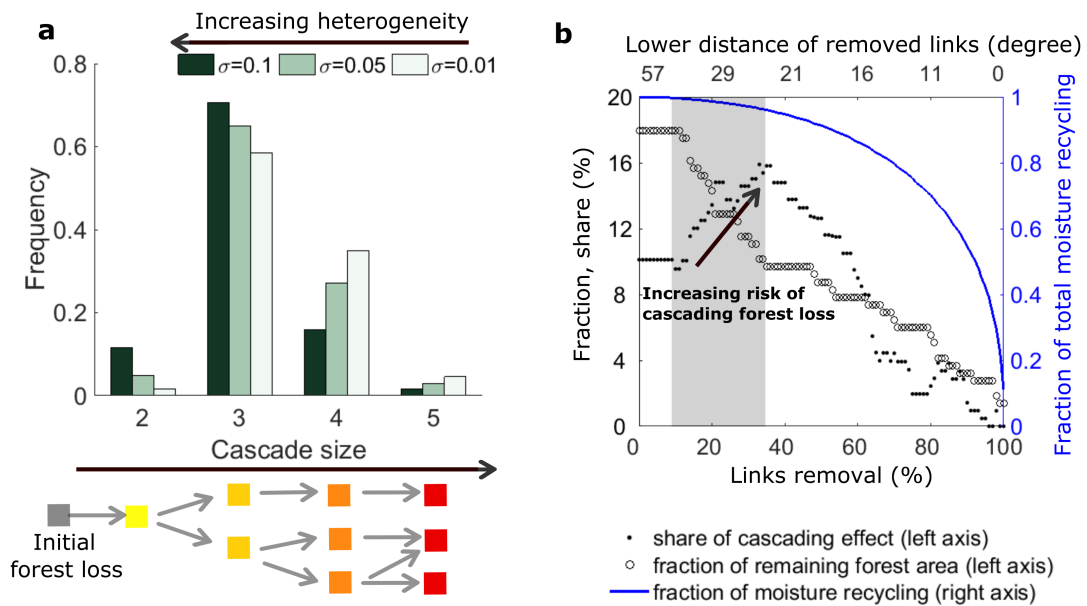 a
Increasing heterogeneity
σ=0.1 σ=0.05 σ=0.01
0.8
0.6
0.4
0.2
0
Frequency
2 3 4 5
Cascade size
Initial
forest loss
b
Lower distance of removed links (degree)
57 29 21 16 11 0
20
16
12
8
4
0
Fraction, share (%)
1
0.8
0.6
0.4
0.2
0
Fraction of total moisture recycling
Increasing risk of
cascading forest loss
0 20 40 60 80 100
Links removal (%)
share of cascading effect (left axis)
fraction of remaining forest area (left axis)
fraction of moisture recycling (right axis)